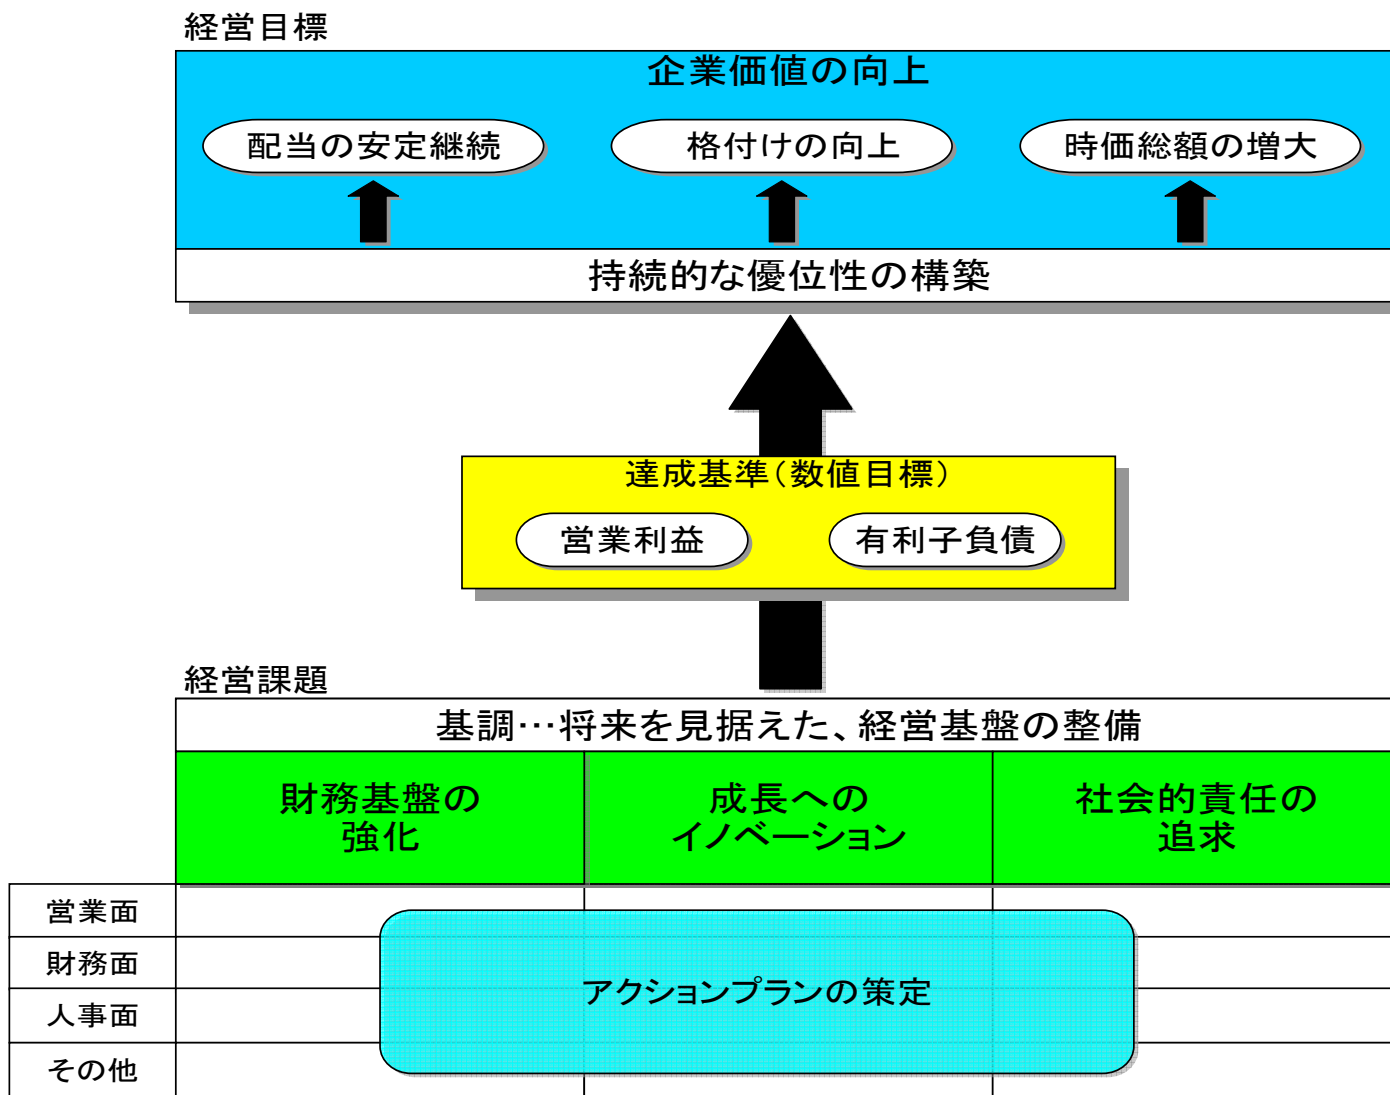 経営目標
企業価値の向上
配当の安定継続
格付けの向上
時価総額の増大
持続的な優位性の構築
達成基準（数値目標）
営業利益
有利子負債
経営課題
基調…将来を見据えた、経営基盤の整備
財務基盤の
強化
成長への
イノベーション
社会的責任の
追求
営業面
財務面
人事面
その他
アクションプランの策定